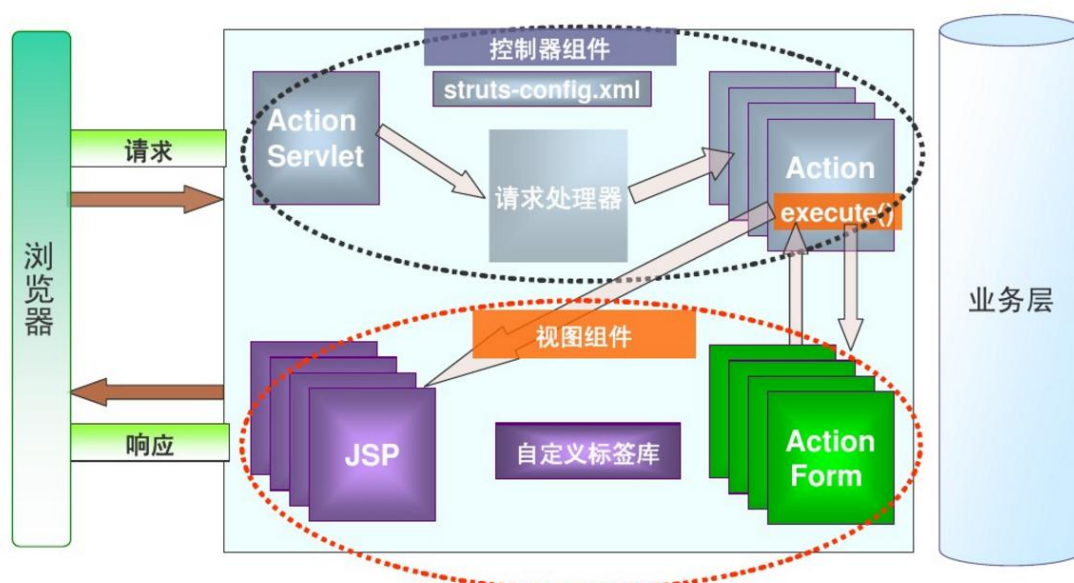 控制器组件
struts-config.xml
Action
Servlet
请求
请求处理器
Action
execute()
浏览器
业务层
视图组件
响应
JSP
自定义标签库
Action
Form